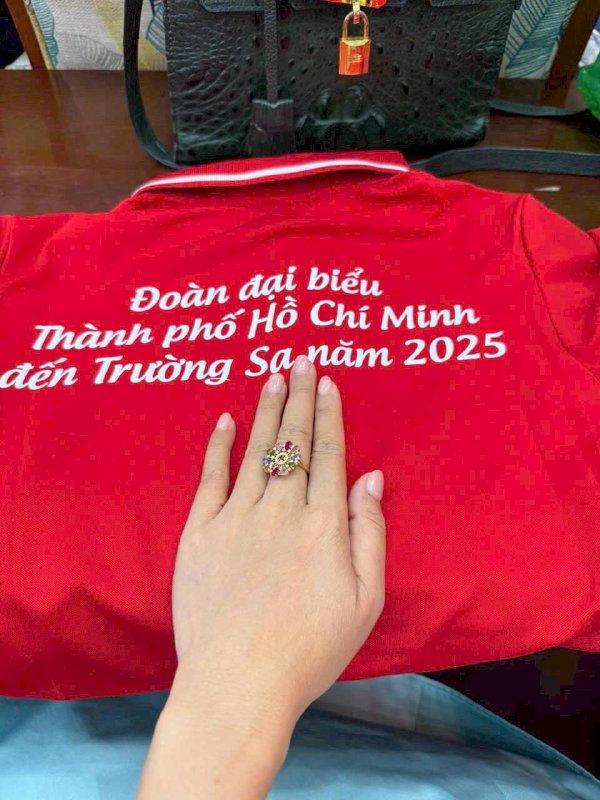 Đoàn đại biểu
Thành phố Hồ Chí Minh
đến Trường Sa năm 2025